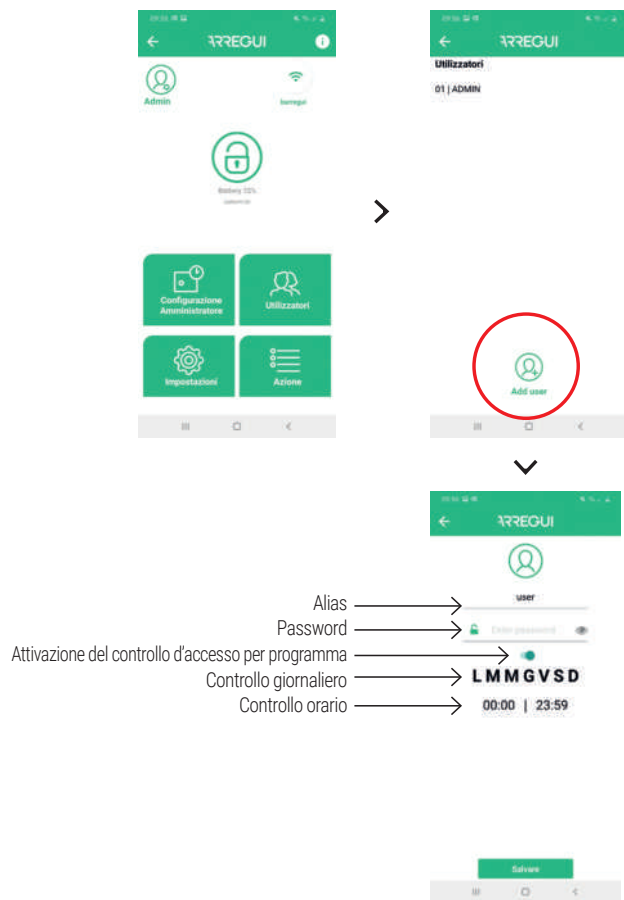 ARREGUI
Admin
Battery 72%
Configurazione
Amministratore
Utilizzatori
Impostazioni
Azione
ARREGUI
Utilizzatori
01 | ADMIN
Add user
ARREGUI
user
Alias
Password
Enter password
Attivazione del controllo d'accesso per programma
Controllo giornaliero
LMMGVSD
Controllo orario
00:00 | 23:59
Salvare